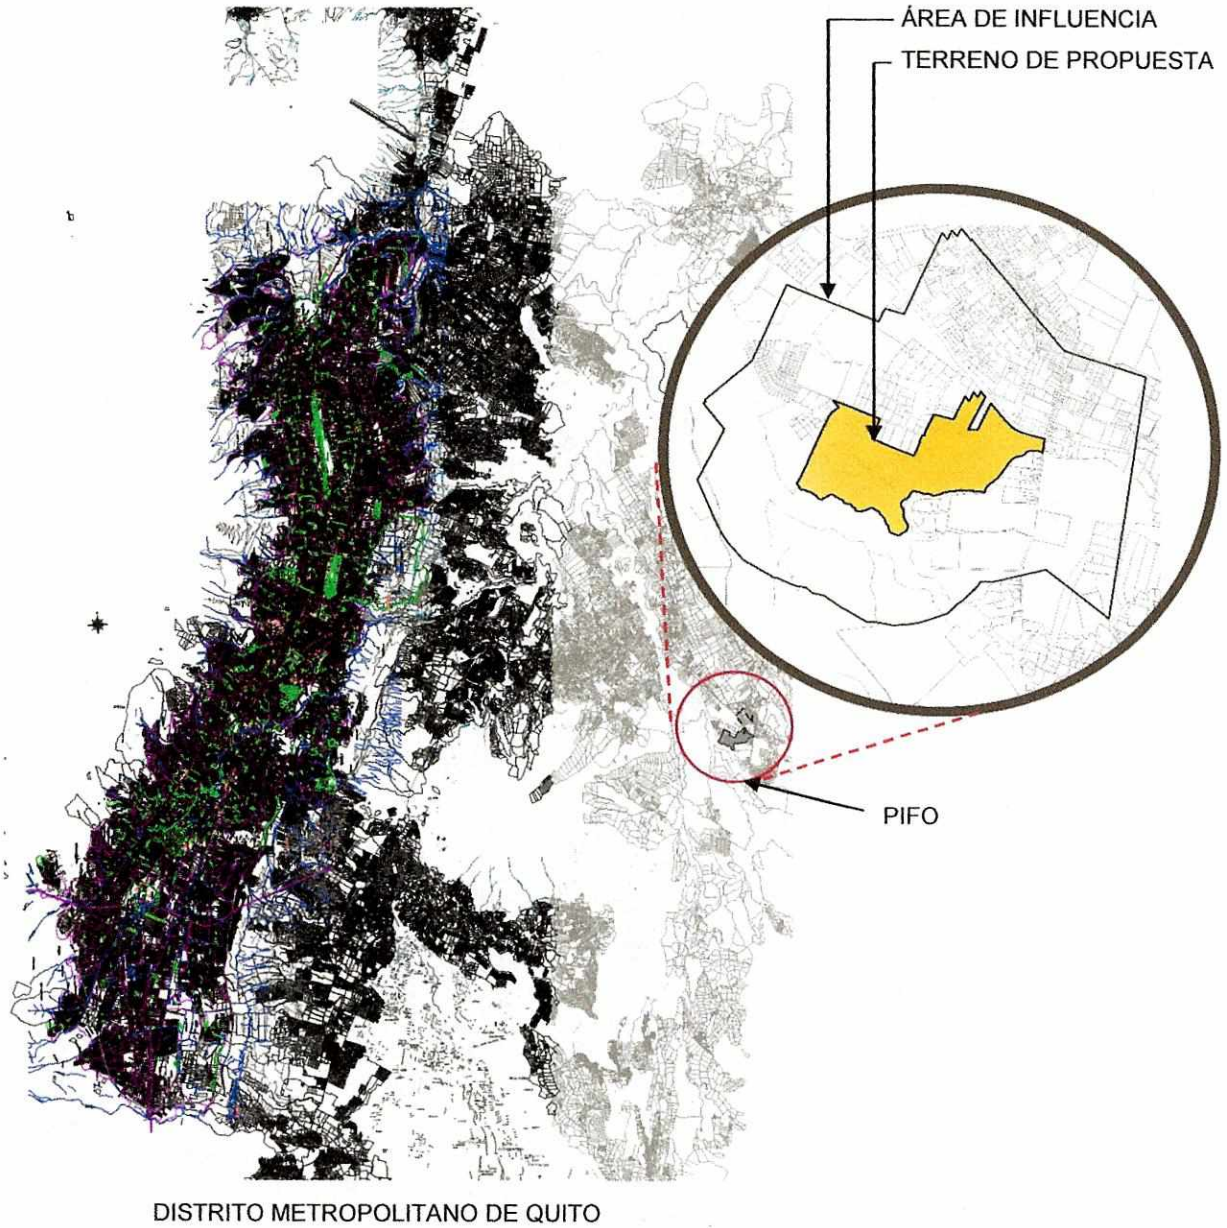 ÁREA DE INFLUENCIA
TERRENO DE PROPUESTA
PIFO
DISTRITO METROPOLITANO DE QUITO